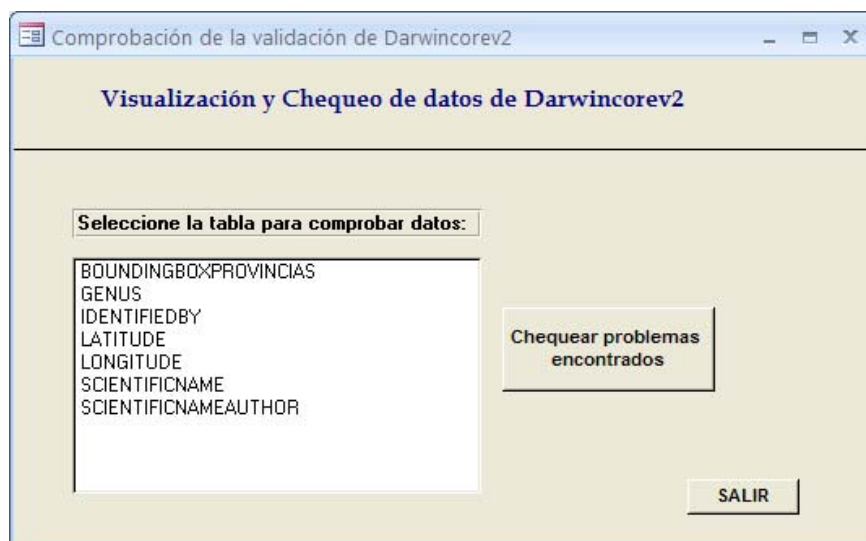 Comprobación de la validación de Darwincorev2
Visualización y Chequeo de datos de Darwincorev2
Seleccione la tabla para comprobar datos:
BOUNDINGBOXPROVINCIAS
GENUS
IDENTIFIEDBY
LATITUDE
LONGITUDE
SCIENTIFICNAME
SCIENTIFICNAMEAUTHOR
Chequear problemas
encontrados
SALIR